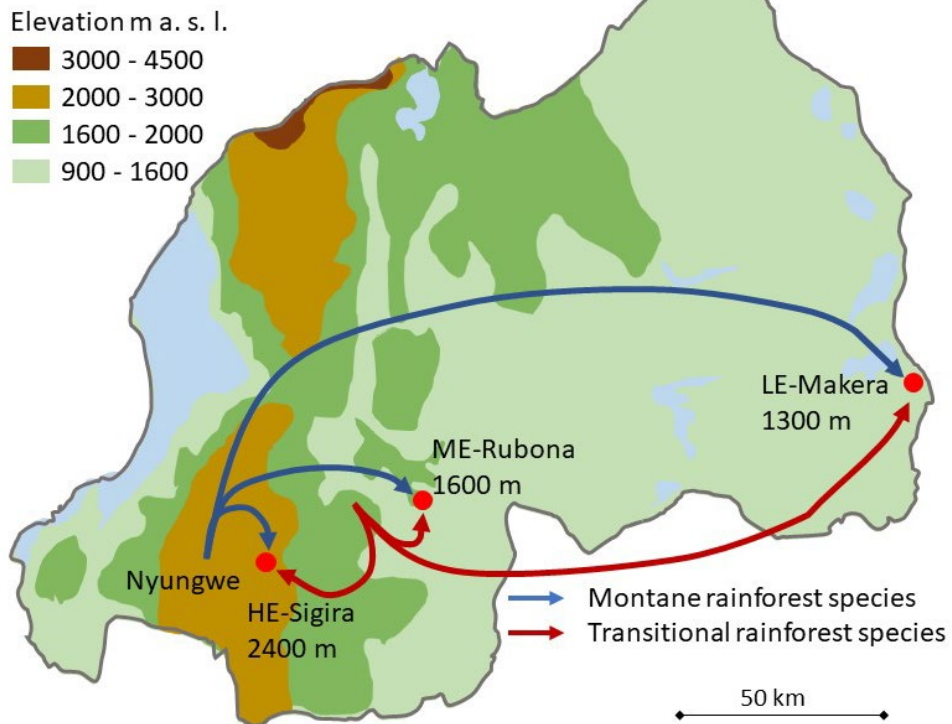 Elevation m a. s. l.
3000 - 4500
2000 - 3000
1600 - 2000
900 - 1600
LE-Makera
1300 m
ME-Rubona
1600 m
Nyungwe
HE-Sigira
2400 m
Montane rainforest species
Transitional rainforest species
50 km